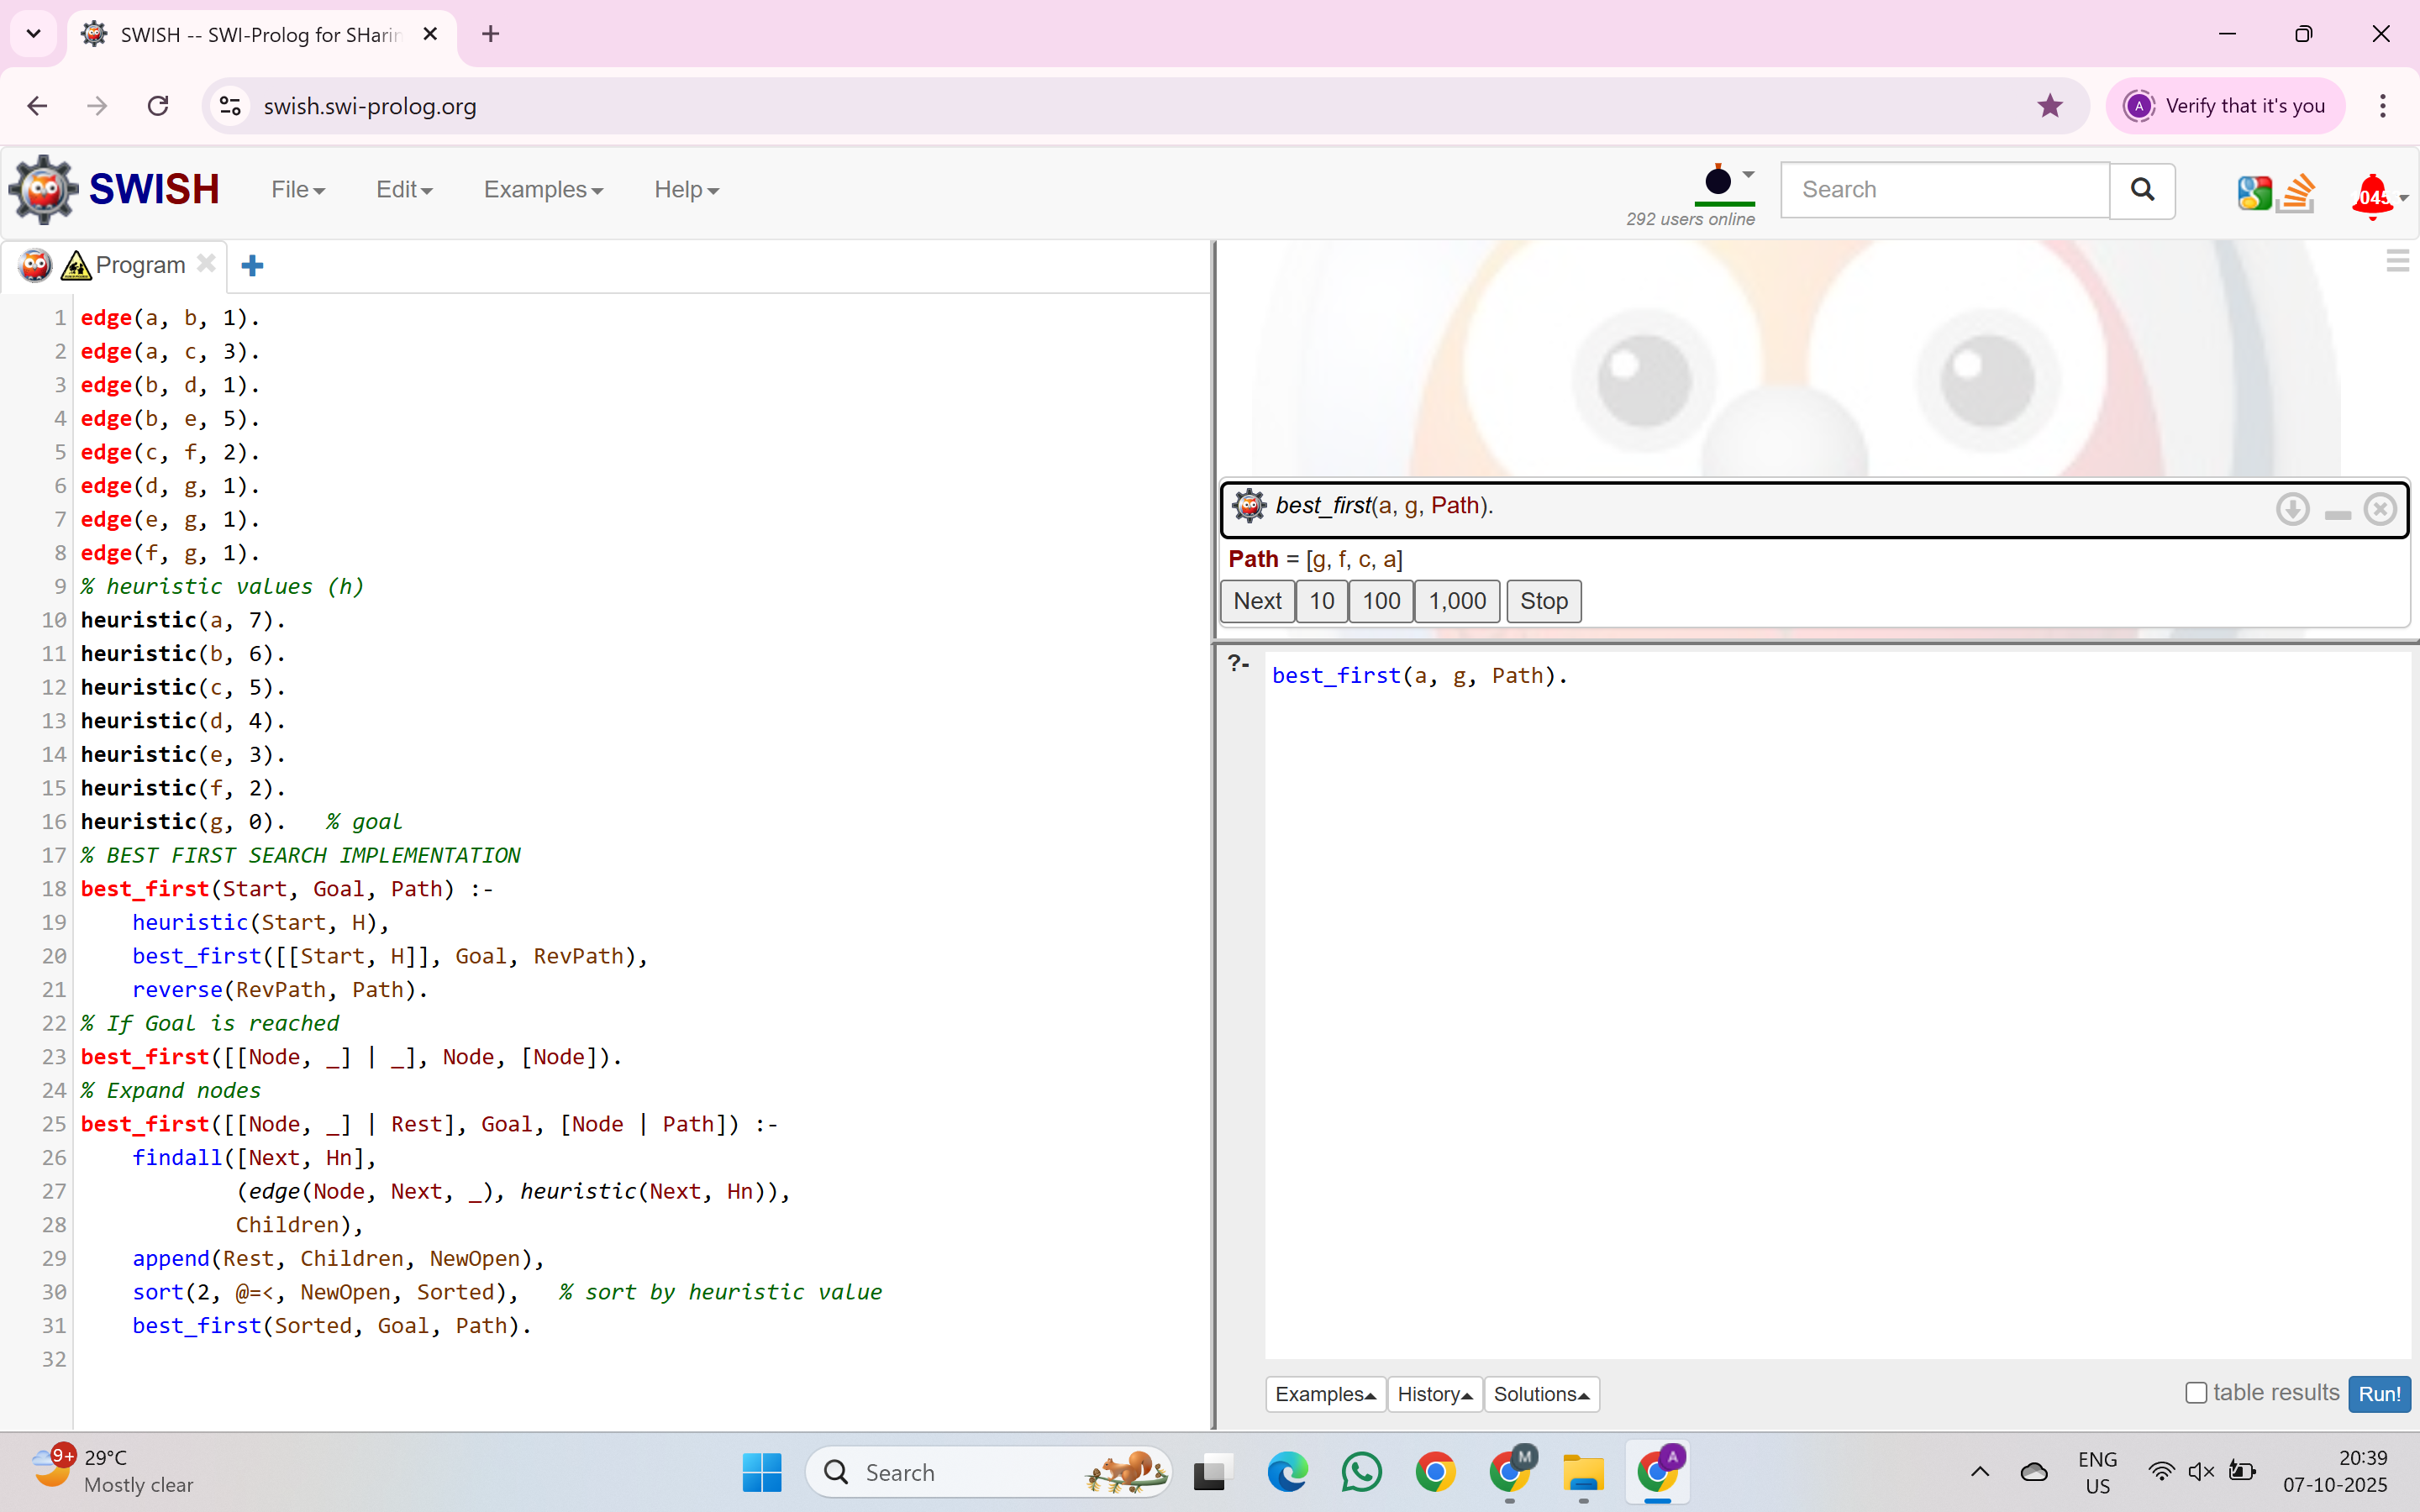 SWISH -- SWI-Prolog for SHarin
swish.swi-prolog.org
A
Verify that it's you
SWISH
File
Edit
Examples
Help
292 users online
Search
045
Program
1 edge(a, b, 1).
2 edge(a, c, 3).
3 edge(b, d, 1).
4 edge(b, e, 5).
5 edge(c, f, 2).
6 edge(d, g, 1).
7 edge(e, g, 1).
8 edge(f, g, 1).
9 % heuristic values (h)
10 heuristic(a, 7).
11 heuristic(b, 6).
12 heuristic(c, 5).
13 heuristic(d, 4).
14 heuristic(e, 3).
15 heuristic(f, 2).
16 heuristic(g, 0).   % goal
17 % BEST FIRST SEARCH IMPLEMENTATION
18 best_first(Start, Goal, Path) :-
19     heuristic(Start, H),
20     best_first([[Start, H]], Goal, RevPath),
21     reverse(RevPath, Path).
22 % If Goal is reached
23 best_first([[Node, _] | _], Node, [Node]).
24 % Expand nodes
25 best_first([[Node, _] | Rest], Goal, [Node | Path]) :-
26     findall([Next, Hn],
27             (edge(Node, Next, _), heuristic(Next, Hn)),
28             Children),
29     append(Rest, Children, NewOpen),
30     sort(2, @=<, NewOpen, Sorted),   % sort by heuristic value
31     best_first(Sorted, Goal, Path).
32
best_first(a, g, Path).
Path = [g, f, c, a]
Next 10 100 1,000 Stop
?- best_first(a, g, Path).
Examples History Solutions
table results Run!
9+
29°C
Mostly clear
Search
M
A
ENG
US
20:39
07-10-2025